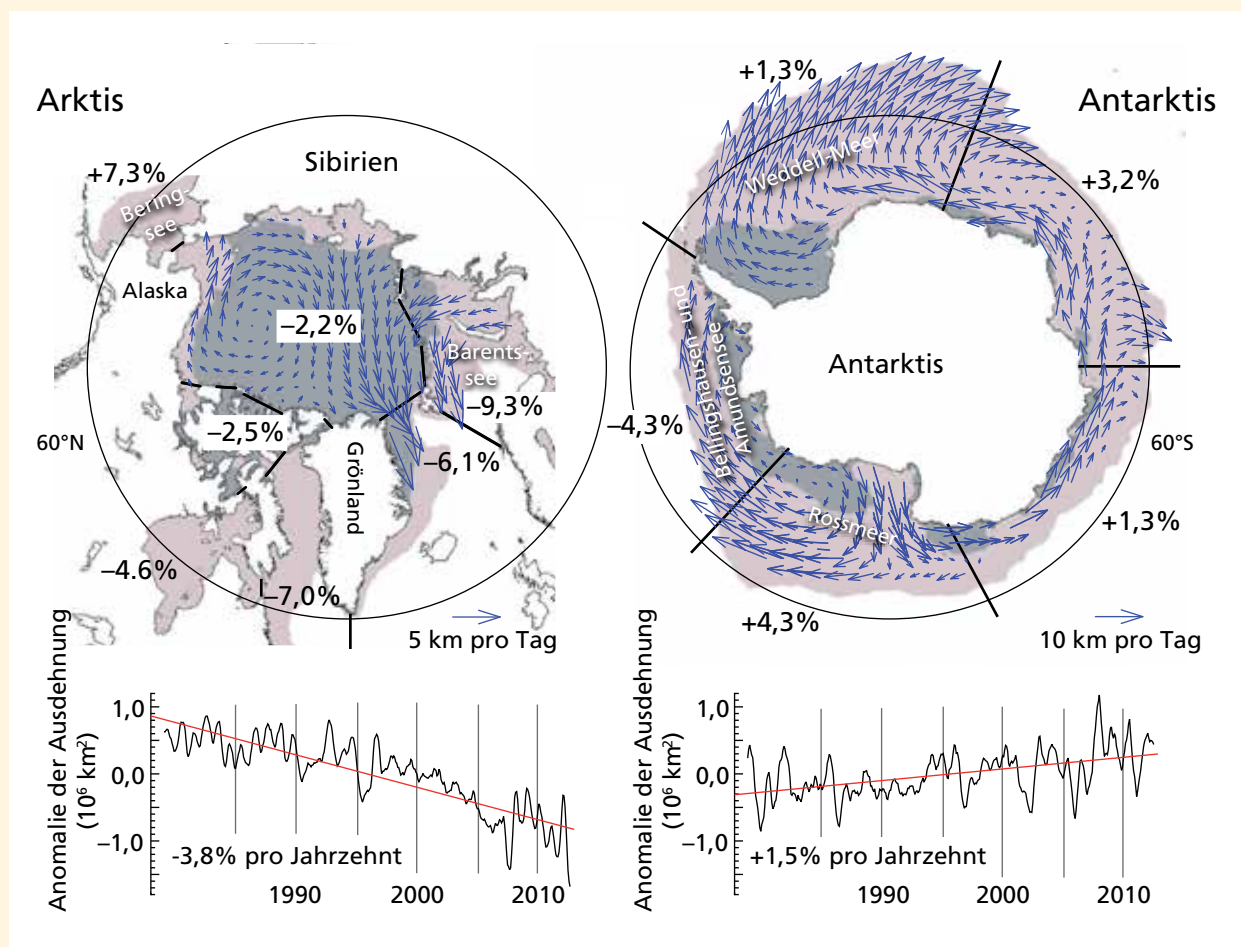 Arktis
Sibirien
+7,3%
Bering-
see
Alaska
−2,2%
Barents-
see
−9,3%
−2,5%
−6,1%
60°N
Grönland
−4.6%
−7,0%
5 km pro Tag
Antarktis
+1,3%
Weddell-Meer
+3,2%
Bellingshausen- und
Amundsensee
Antarktis
−4,3%
60°S
Rossmeer
+1,3%
+4,3%
10 km pro Tag
Anomalie der Ausdehnung
(10⁶ km²)
1,0
0,0
−1,0
-3,8% pro Jahrzehnt
1990
2000
2010
Anomalie der Ausdehnung
(10⁶ km²)
1,0
0,0
−1,0
+1,5% pro Jahrzehnt
1990
2000
2010